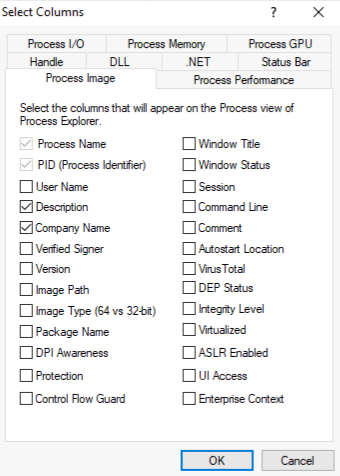 Select Columns
?
Process I/O
Process Memory
Process GPU
Handle
DLL
.NET
Status Bar
Process Image
Process Performance
Select the columns that will appear on the Process view of
Process Explorer.
Process Name
PID (Process Identifier)
User Name
Description
Company Name
Verified Signer
Version
Image Path
Image Type (64 vs 32-bit)
Package Name
DPI Awareness
Protection
Control Flow Guard
Window Title
Window Status
Session
Command Line
Comment
Autostart Location
VirusTotal
DEP Status
Integrity Level
Virtualized
ASLR Enabled
UI Access
Enterprise Context
OK
Cancel